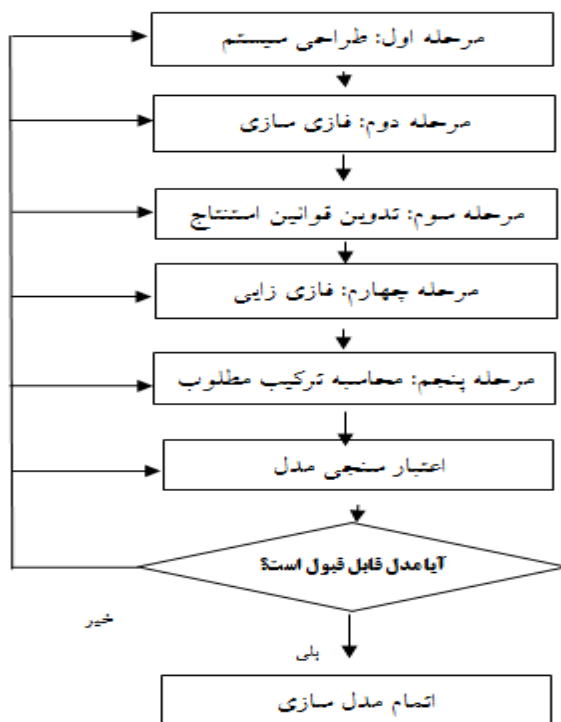 مرحله اول: طراحی سیستم
مرحله دوم: فازی سازی
مرحله سوم: تدوین قوانین استنتاج
مرحله چهارم: فازی زایی
مرحله پنجم: محاسبه ترکیب مطلوب
اعتبار سنجی مدل
آیا مدل قابل قبول است؟
خیر
بلی
اتمام مدل سازی